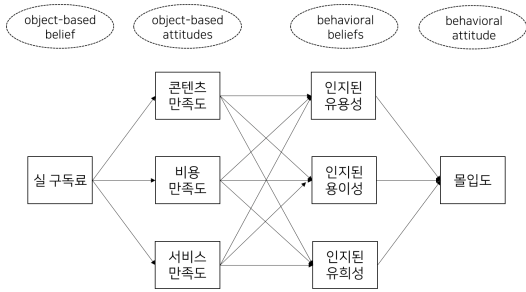 object-based
belief
object-based
attitudes
behavioral
beliefs
behavioral
attitude
콘텐츠
만족도
인지된
유용성
실 구독료
비용
만족도
인지된
용이성
몰입도
서비스
만족도
인지된
유희성